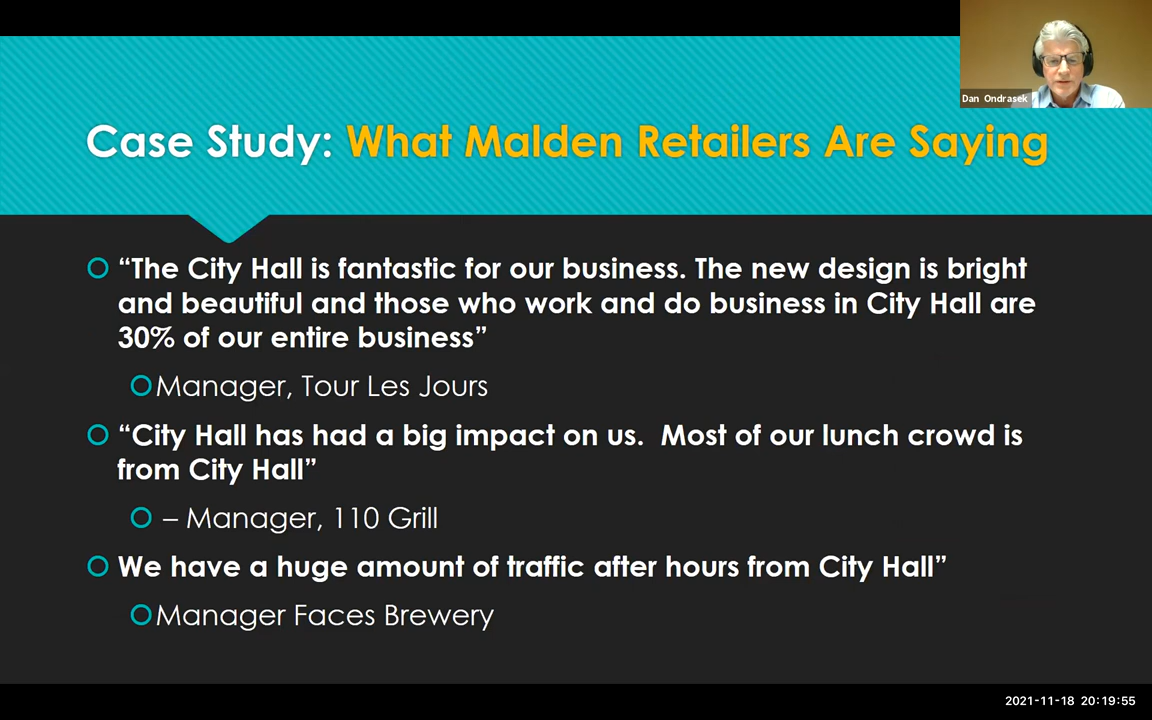 Dan Ondrasek
Case Study: What Malden Retailers Are Saying
“The City Hall is fantastic for our business. The new design is bright
and beautiful and those who work and do business in City Hall are
30% of our entire business”
Manager, Tour Les Jours
“City Hall has had a big impact on us.  Most of our lunch crowd is
from City Hall”
– Manager, 110 Grill
We have a huge amount of traffic after hours from City Hall”
Manager Faces Brewery
2021-11-18 20:19:55